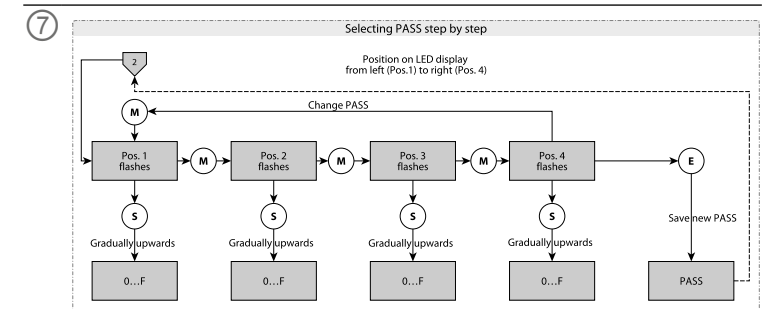 7
Selecting PASS step by step
2
Position on LED display
from left (Pos.1) to right (Pos. 4)
M
Change PASS
Pos. 1
flashes
M
Pos. 2
flashes
M
Pos. 3
flashes
M
Pos. 4
flashes
E
S
S
S
S
Save new PASS
Gradually upwards
Gradually upwards
Gradually upwards
Gradually upwards
0...F
0...F
0...F
0...F
PASS